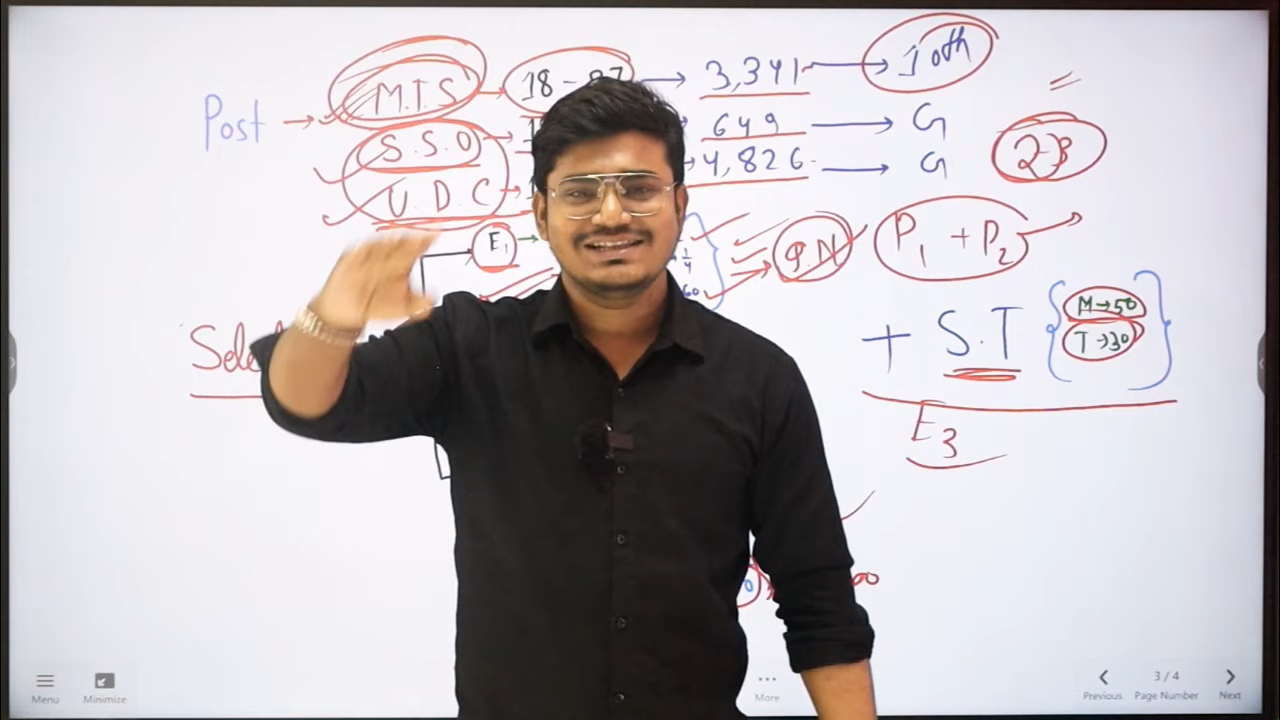 Post → M.T.S → 18-27 → 3,341 → 10th
S.S.O → 649 → G
U.D.C → 4,826 → G
23
E1
P1 + P2
+ S.T { M→50
T→30 }
E3
Menu
Minimize
More
Previous
3/4
Page Number
Next